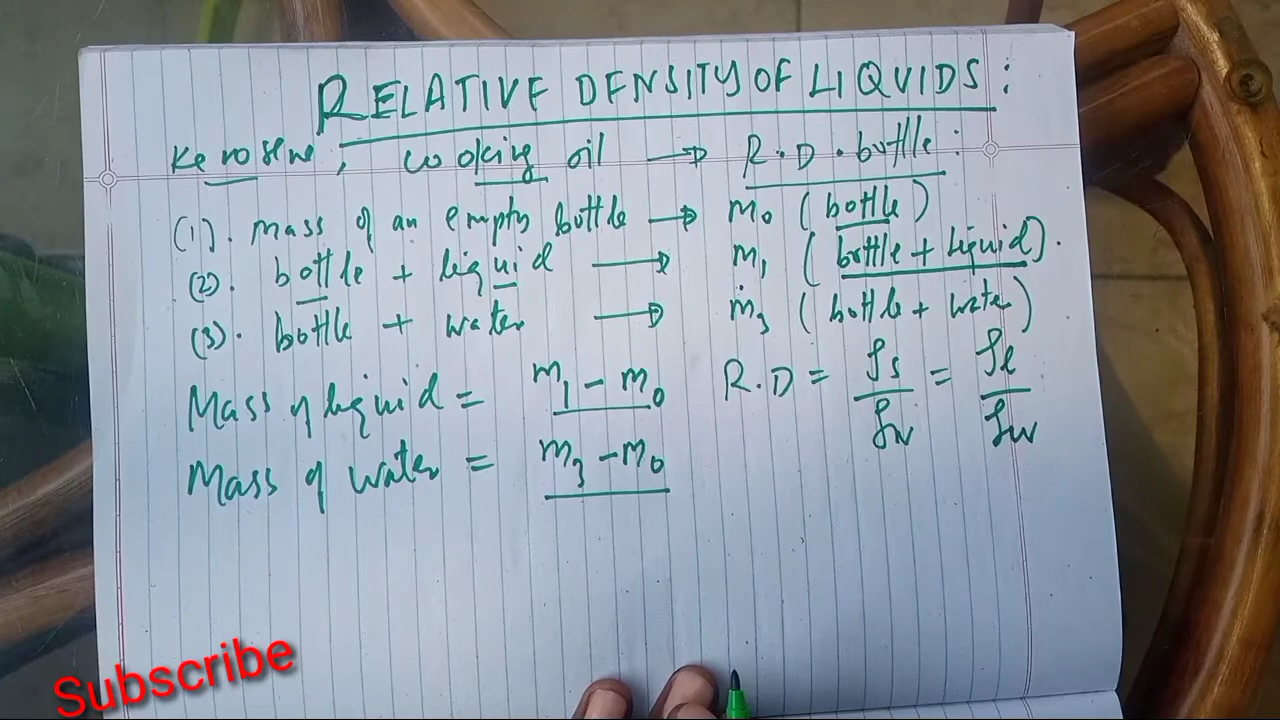 RELATIVE DENSITY OF LIQUIDS :
Kerosene, cooking oil → R.D. bottle :
(1). Mass of an empty bottle → m₀ (bottle)
(2). bottle + liquid → m₁ (bottle + Liquid).
(3). bottle + water → m₃ (bottle + water)
Mass of liquid = m₁ - m₀
R.D = ρs/ρw = ρl/ρw
Mass of water = m₃ - m₀
Subscribe